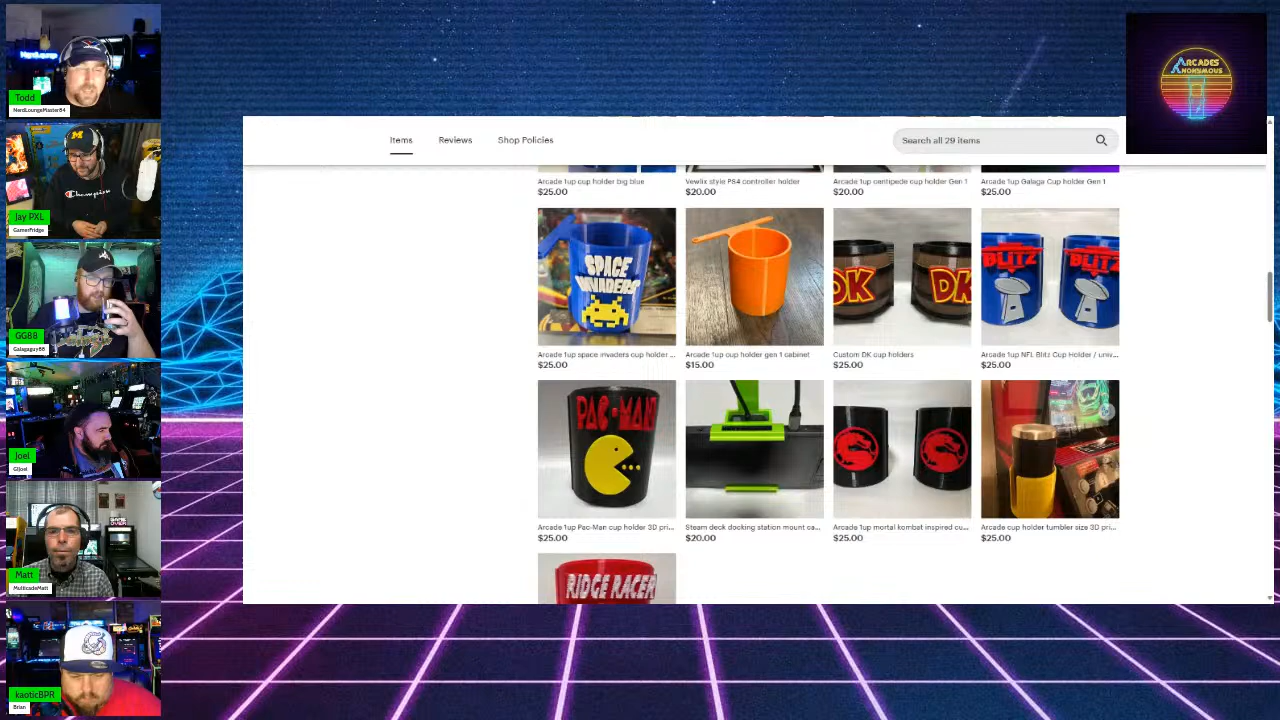 Todd
NerdLoungeMaster84
Jay PXL
GamesFridge
GG88
Galagaguy88
Joel
GIJoel
Matt
MulticadeMatt
kaoticBPR
Brian
ARCADES
ANONYMOUS
Items
Reviews
Shop Policies
Search all 29 items
Arcade 1up cup holder big blue
$25.00
Vewlix style PS4 controller holder
$20.00
Arcade 1up centipede cup holder Gen 1
$20.00
Arcade 1up Galaga Cup holder Gen 1
$25.00
SPACE
INVADERS
DK
DK
BLITZ
BLITZ
Arcade 1up space invaders cup holder ...
$25.00
Arcade 1up cup holder gen 1 cabinet
$15.00
Custom DK cup holders
$25.00
Arcade 1up NFL Blitz Cup Holder / univ...
$25.00
PAC-MAN
Arcade 1up Pac-Man cup holder 3D pri...
$25.00
Steam deck docking station mount ca...
$20.00
Arcade 1up mortal kombat inspired cu...
$25.00
Arcade cup holder tumbler size 3D pri...
$25.00
RIDGE RACER